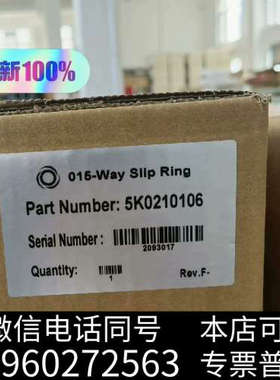 新100%
015-Way Slip Ring
Part Number: 5K0210106
Serial Number :
2093017
Quantity:
1
Rev.F-
微信电话同号
本店可
960272563
专票普